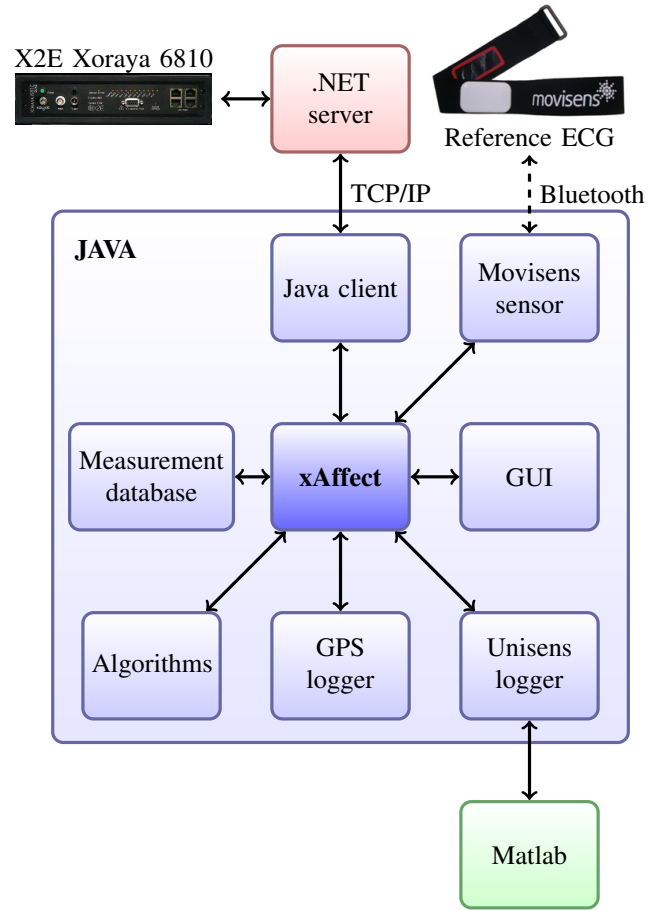 X2E Xoraya 6810
.NET
server
movisens
Reference ECG
TCP/IP
Bluetooth
JAVA
Java client
Movisens
sensor
Measurement
database
xAffect
GUI
Algorithms
GPS
logger
Unisens
logger
Matlab